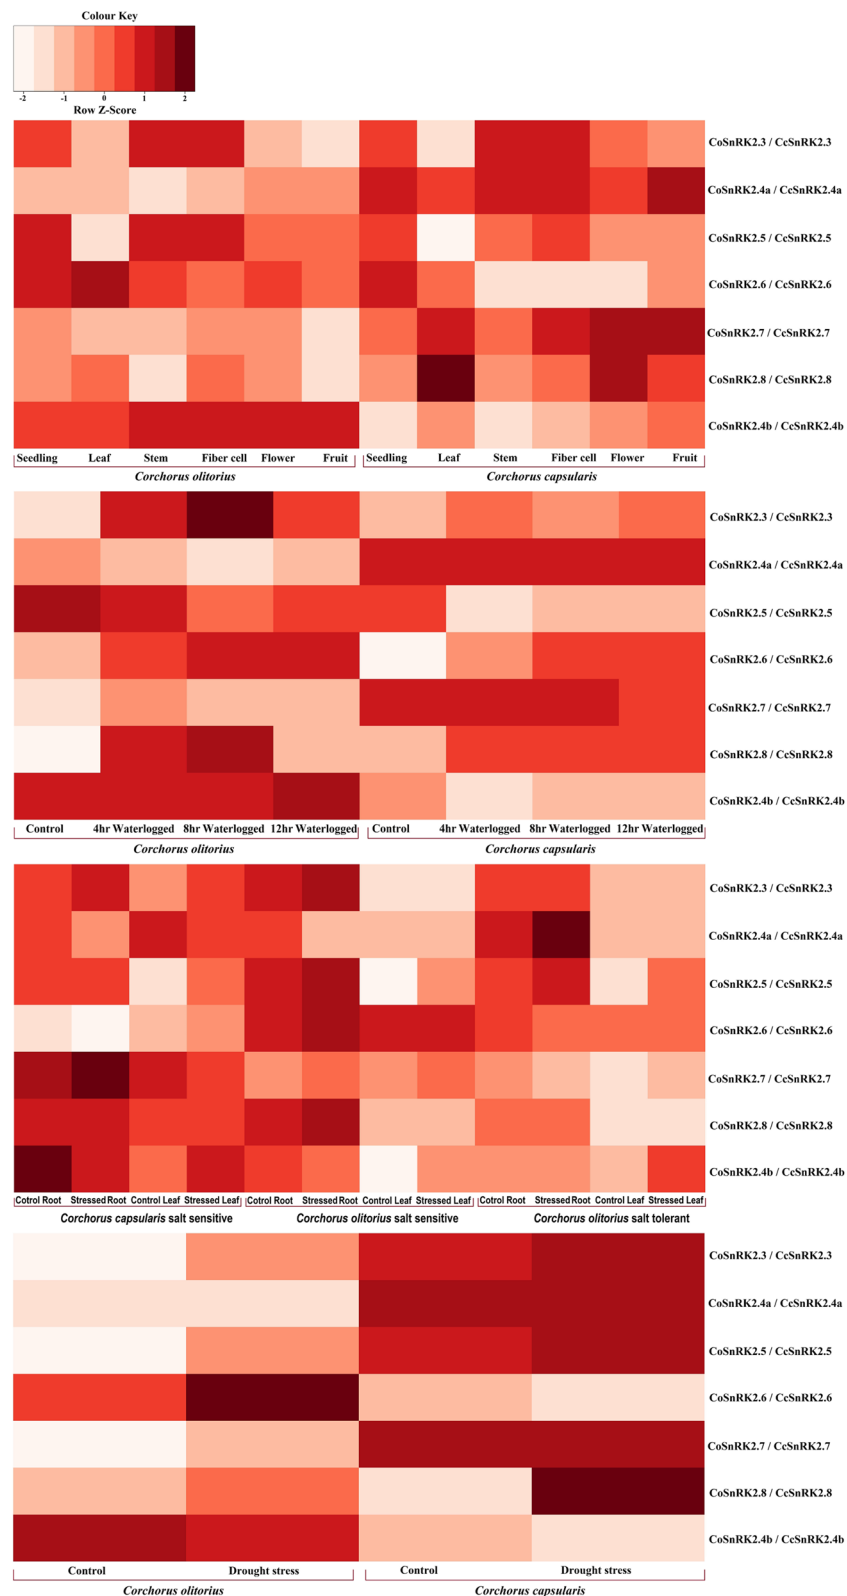 Colour Key
-2 -1 0 1 2
Row Z-Score
CoSnRK2.3 / CcSnRK2.3
CoSnRK2.4a / CcSnRK2.4a
CoSnRK2.5 / CcSnRK2.5
CoSnRK2.6 / CcSnRK2.6
CoSnRK2.7 / CcSnRK2.7
CoSnRK2.8 / CcSnRK2.8
CoSnRK2.4b / CcSnRK2.4b
Seedling Leaf Stem Fiber cell Flower Fruit Seedling Leaf Stem Fiber cell Flower Fruit
Corchorus olitorius Corchorus capsularis
CoSnRK2.3 / CcSnRK2.3
CoSnRK2.4a / CcSnRK2.4a
CoSnRK2.5 / CcSnRK2.5
CoSnRK2.6 / CcSnRK2.6
CoSnRK2.7 / CcSnRK2.7
CoSnRK2.8 / CcSnRK2.8
CoSnRK2.4b / CcSnRK2.4b
Control 4hr Waterlogged 8hr Waterlogged 12hr Waterlogged Control 4hr Waterlogged 8hr Waterlogged 12hr Waterlogged
Corchorus olitorius Corchorus capsularis
CoSnRK2.3 / CcSnRK2.3
CoSnRK2.4a / CcSnRK2.4a
CoSnRK2.5 / CcSnRK2.5
CoSnRK2.6 / CcSnRK2.6
CoSnRK2.7 / CcSnRK2.7
CoSnRK2.8 / CcSnRK2.8
CoSnRK2.4b / CcSnRK2.4b
Cotrol Root Stressed Root Control Leaf Stressed Leaf Cotrol Root Stressed Root Control Leaf Stressed Leaf Cotrol Root Stressed Root Control Leaf Stressed Leaf
Corchorus capsularis salt sensitive Corchorus olitorius salt sensitive Corchorus olitorius salt tolerant
CoSnRK2.3 / CcSnRK2.3
CoSnRK2.4a / CcSnRK2.4a
CoSnRK2.5 / CcSnRK2.5
CoSnRK2.6 / CcSnRK2.6
CoSnRK2.7 / CcSnRK2.7
CoSnRK2.8 / CcSnRK2.8
CoSnRK2.4b / CcSnRK2.4b
Control Drought stress Control Drought stress
Corchorus olitorius Corchorus capsularis